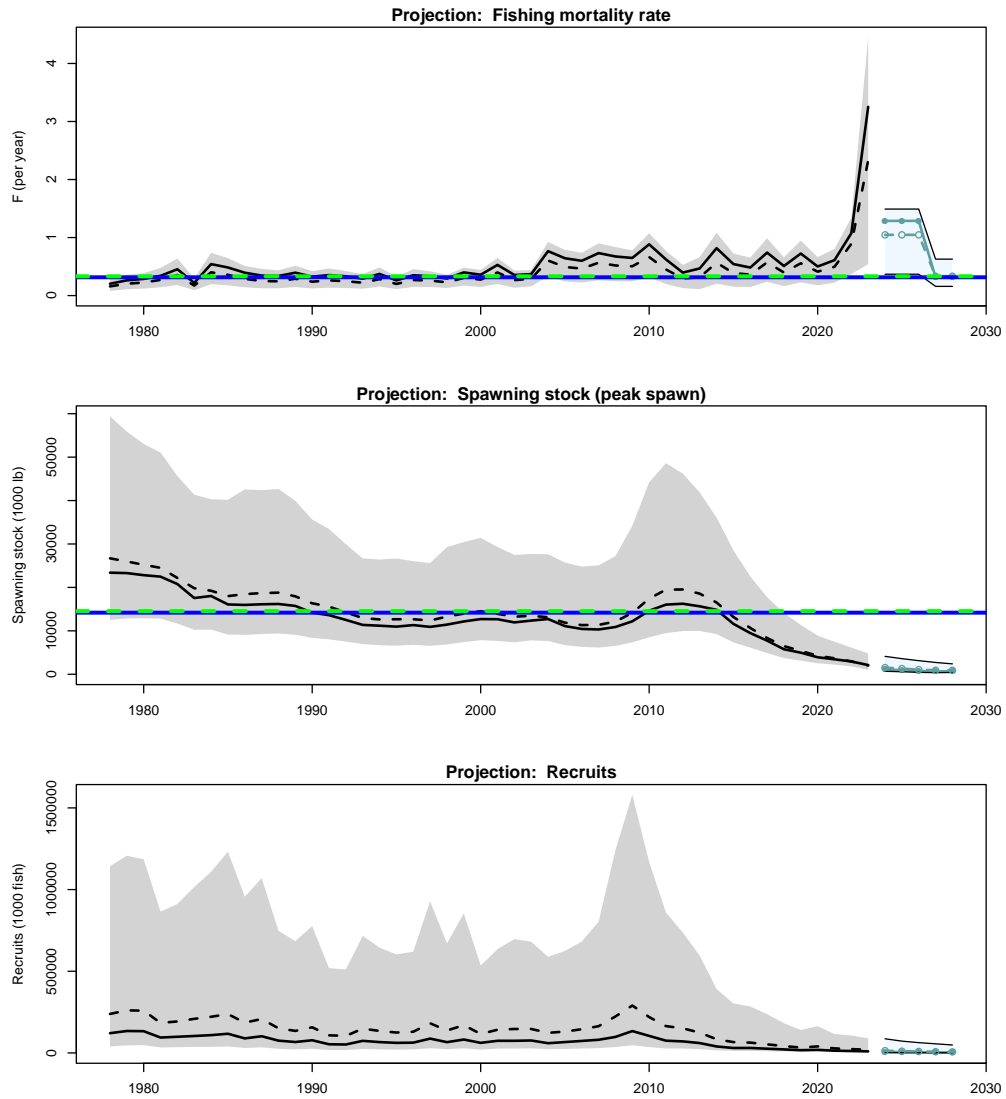 Projection: Fishing mortality rate
F (per year)
4
3
2
1
0
1980 1990 2000 2010 2020 2030
Projection: Spawning stock (peak spawn)
Spawning stock (1000 lb)
50000
30000
10000
0
1980 1990 2000 2010 2020 2030
Projection: Recruits
Recruits (1000 fish)
1500000
1000000
500000
0
1980 1990 2000 2010 2020 2030